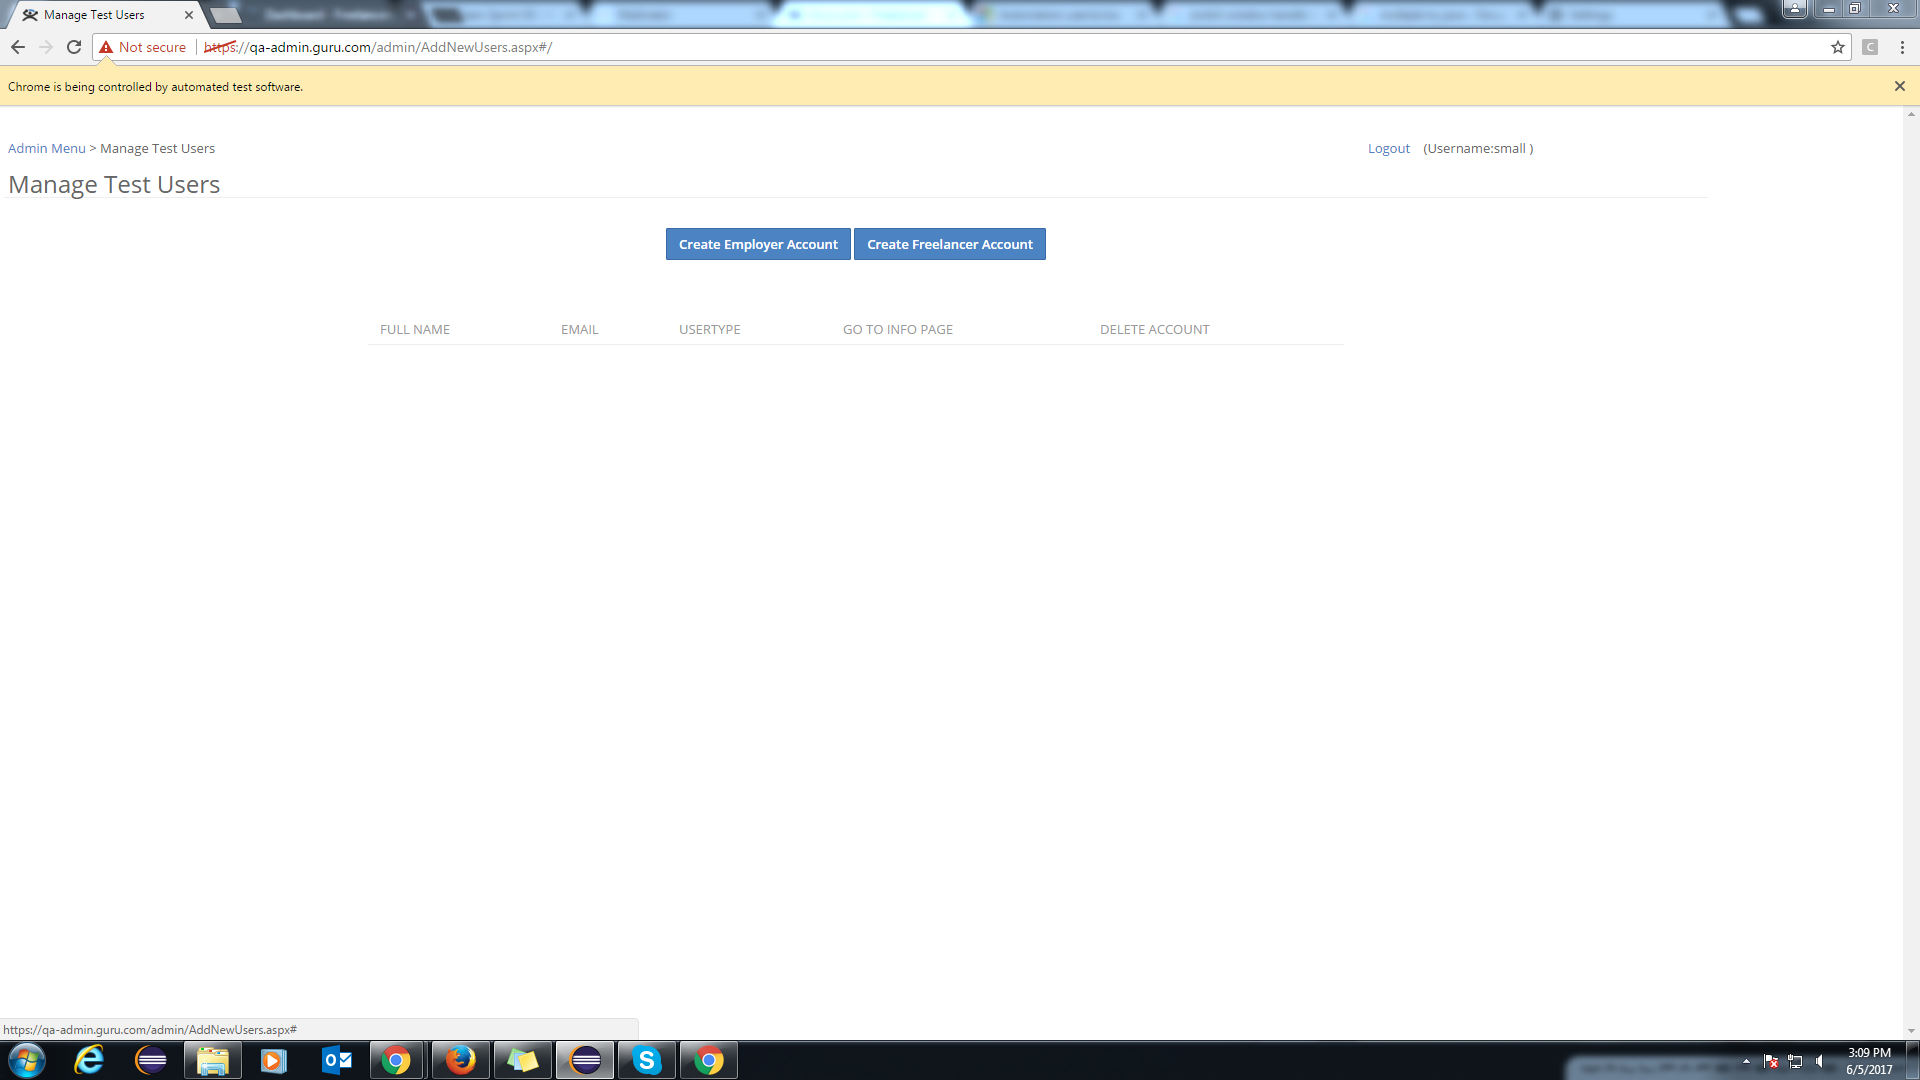 Manage Test Users
Not secure https://qa-admin.guru.com/admin/AddNewUsers.aspx#/
C
Chrome is being controlled by automated test software.
Admin Menu > Manage Test Users
Logout (Username:small )
Manage Test Users
Create Employer Account Create Freelancer Account
FULL NAME EMAIL USERTYPE GO TO INFO PAGE DELETE ACCOUNT
https://qa-admin.guru.com/admin/AddNewUsers.aspx#
3:09 PM
6/5/2017